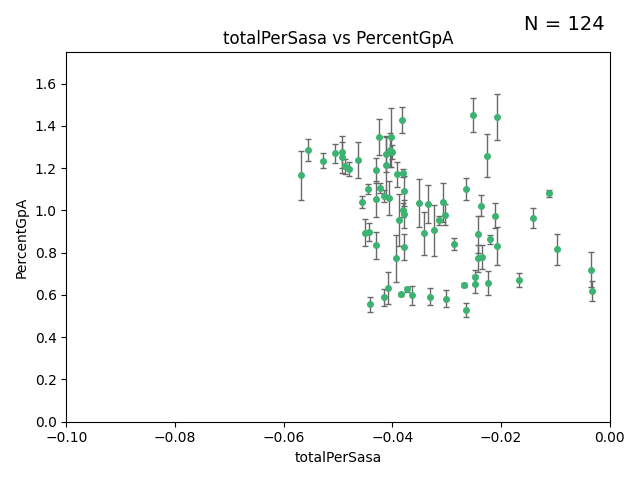 N = 124
totalPerSasa vs PercentGpA
PercentGpA
1.6
1.4
1.2
1.0
0.8
0.6
0.4
0.2
0.0
−0.10 −0.08 −0.06 −0.04 −0.02 0.00
totalPerSasa